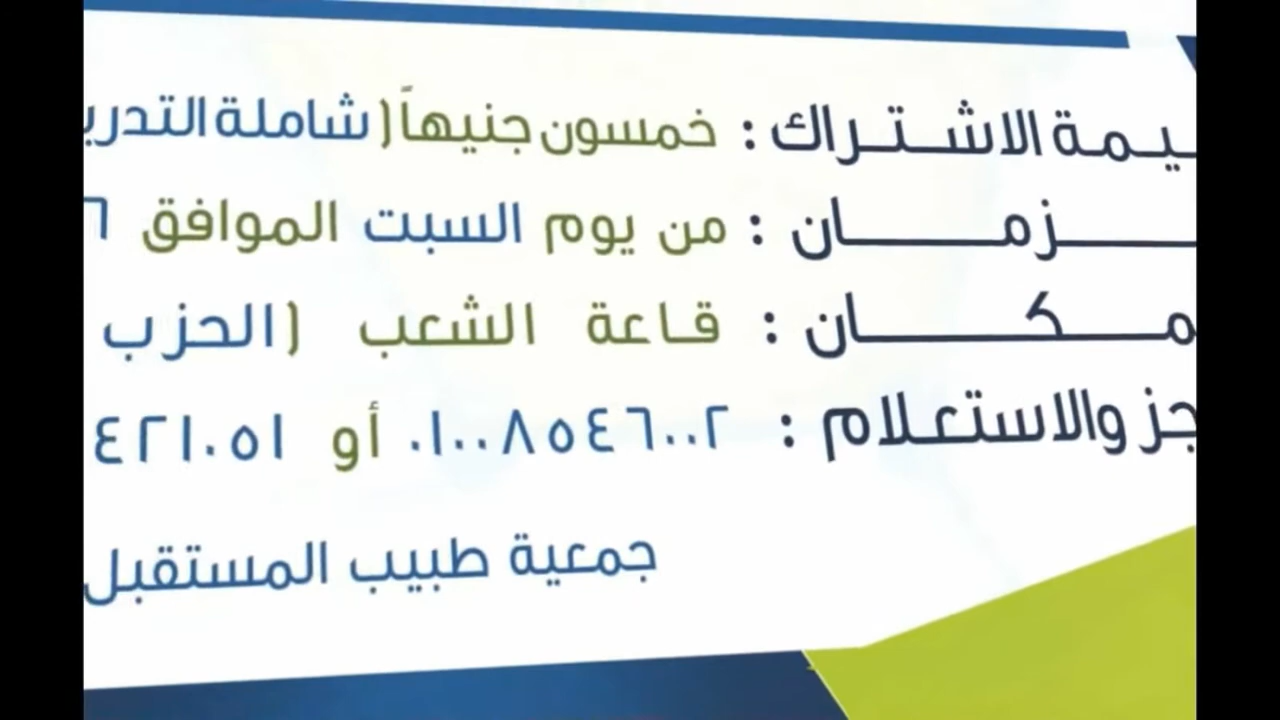 يمة الاشتراك : خمسون جنيهاً (شاملة التدري
زمان : من يوم السبت الموافق ٦
مكان : قاعة الشعب (الحزب
جز والاستعلام : ٠١٠٠٨٥٤٦٠٠٢ أو ٤٢١٠٥١
جمعية طبيب المستقبل